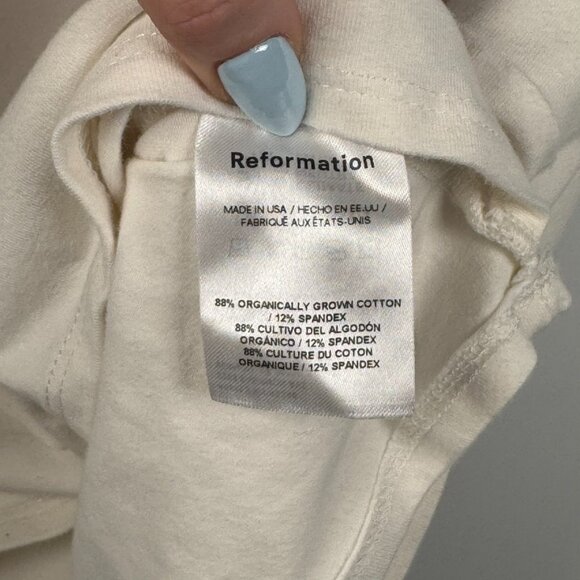 Reformation
MADE IN USA / HECHO EN EE.UU /
FABRIQUÉ AUX ÉTATS-UNIS
88% ORGANICALLY GROWN COTTON
/ 12% SPANDEX
88% CULTIVO DEL ALGODÓN
ORGÁNICO / 12% SPANDEX
88% CULTURE DU COTON
ORGANIQUE / 12% SPANDEX